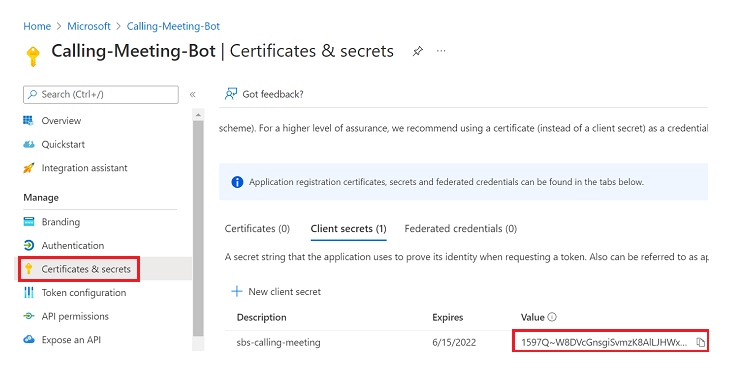 Home > Microsoft > Calling-Meeting-Bot
Calling-Meeting-Bot | Certificates & secrets
Search (Ctrl+/)
Got feedback?
Overview
Quickstart
Integration assistant
Manage
Branding
Authentication
Certificates & secrets
Token configuration
API permissions
Expose an API
scheme). For a higher level of assurance, we recommend using a certificate (instead of a client secret) as a credential
Application registration certificates, secrets and federated credentials can be found in the tabs below.
Certificates (0) Client secrets (1) Federated credentials (0)
A secret string that the application uses to prove its identity when requesting a token. Also can be referred to as ap
New client secret
Description Expires Value
sbs-calling-meeting 6/15/2022 1597Q~W8DVcGnsgiSvmzK8AlLJHWx...